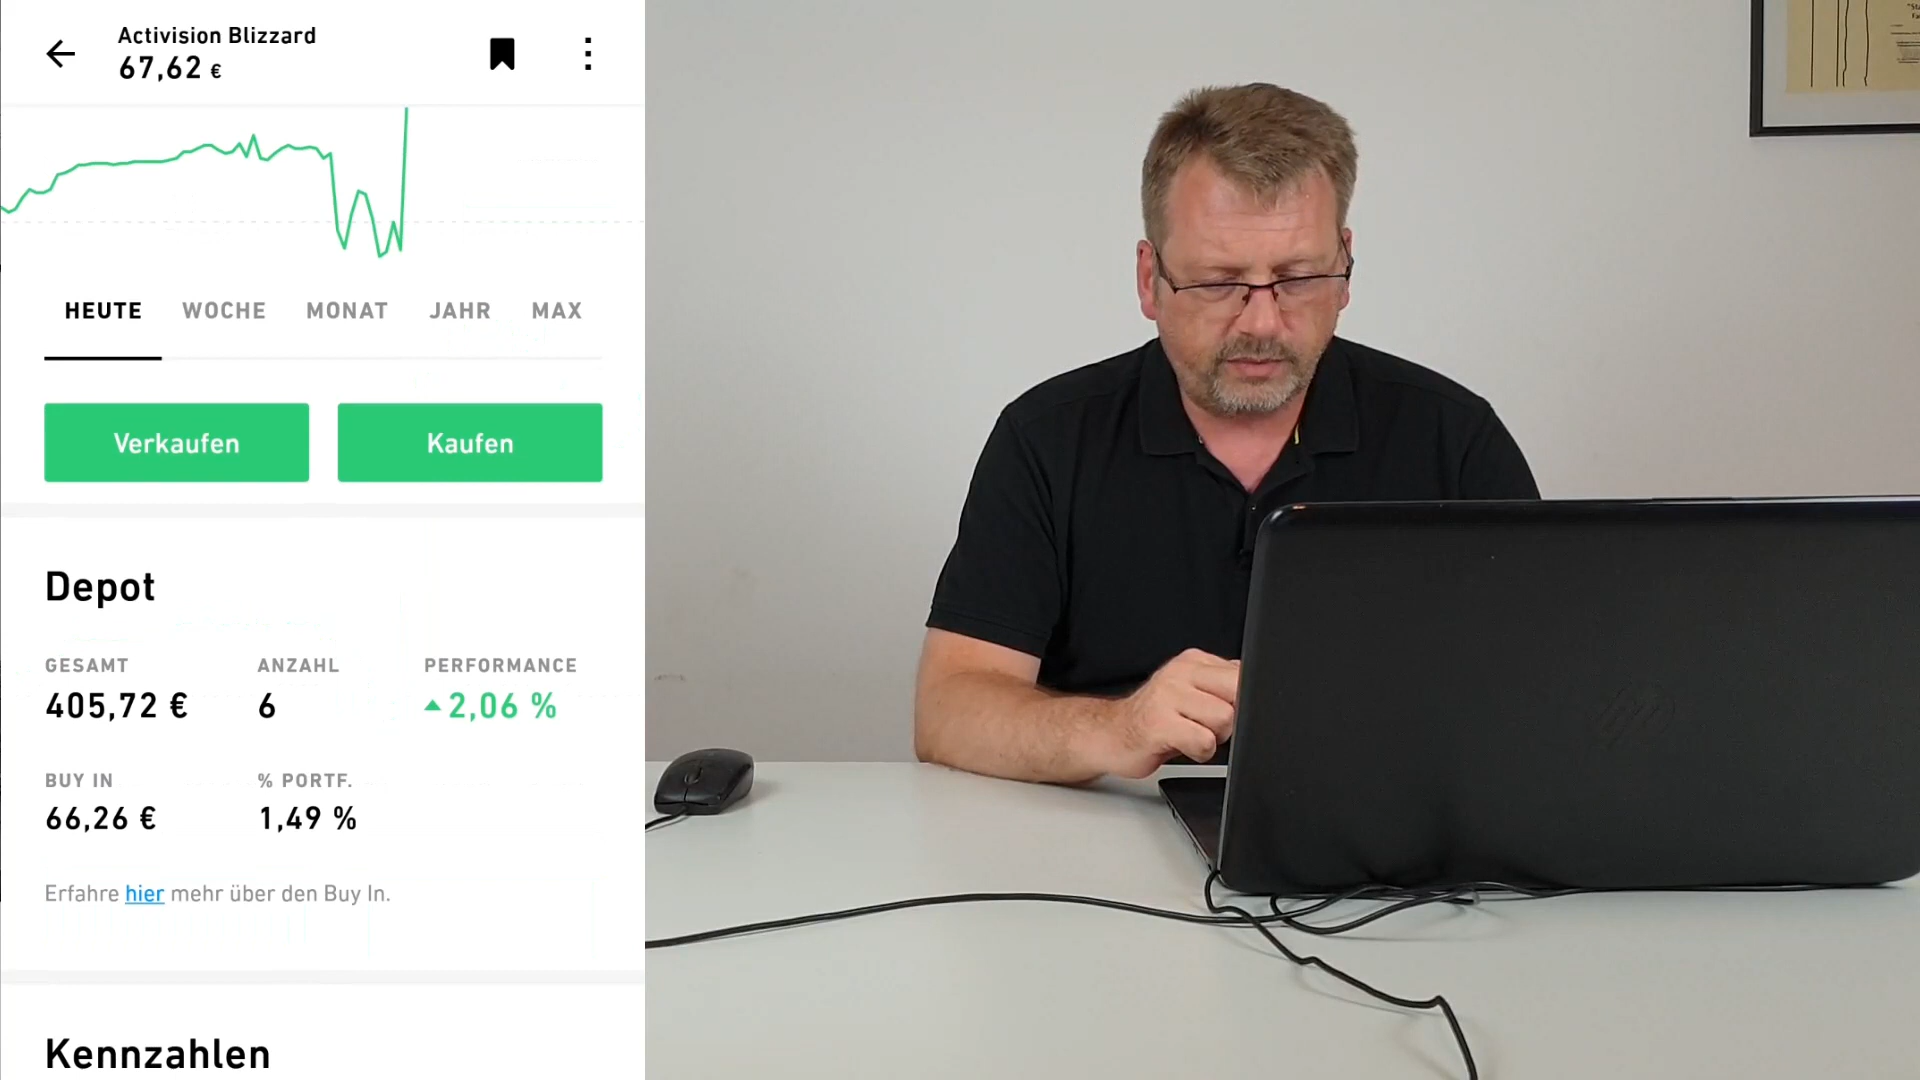 Activision Blizzard
67,62 €
HEUTE WOCHE MONAT JAHR MAX
Verkaufen Kaufen
Depot
GESAMT ANZAHL PERFORMANCE
405,72 € 6 2,06 %
BUY IN % PORTF.
66,26 € 1,49 %
Erfahre hier mehr über den Buy In.
Kennzahlen